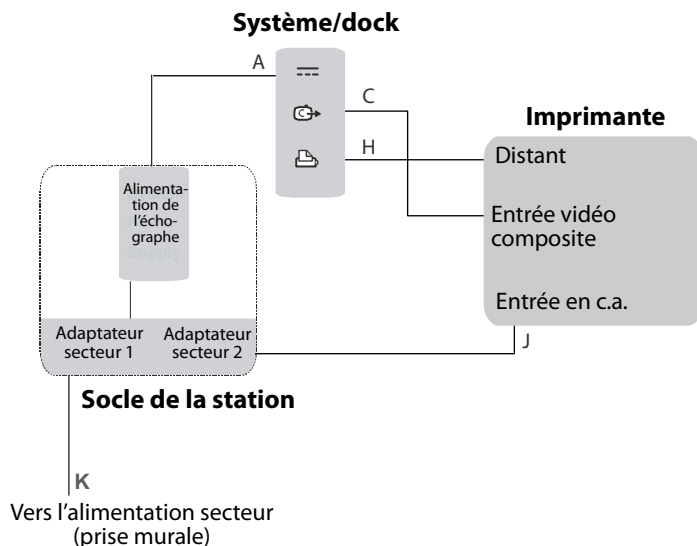 Système/dock
A
C
H
Imprimante
Distant
Entrée vidéo
composite
Entrée en c.a.
J
Alimenta-
tion de
l'écho-
graphe
Supply
Adaptateur
secteur 1
Adaptateur
secteur 2
Socle de la station
K
Vers l'alimentation secteur
(prise murale)